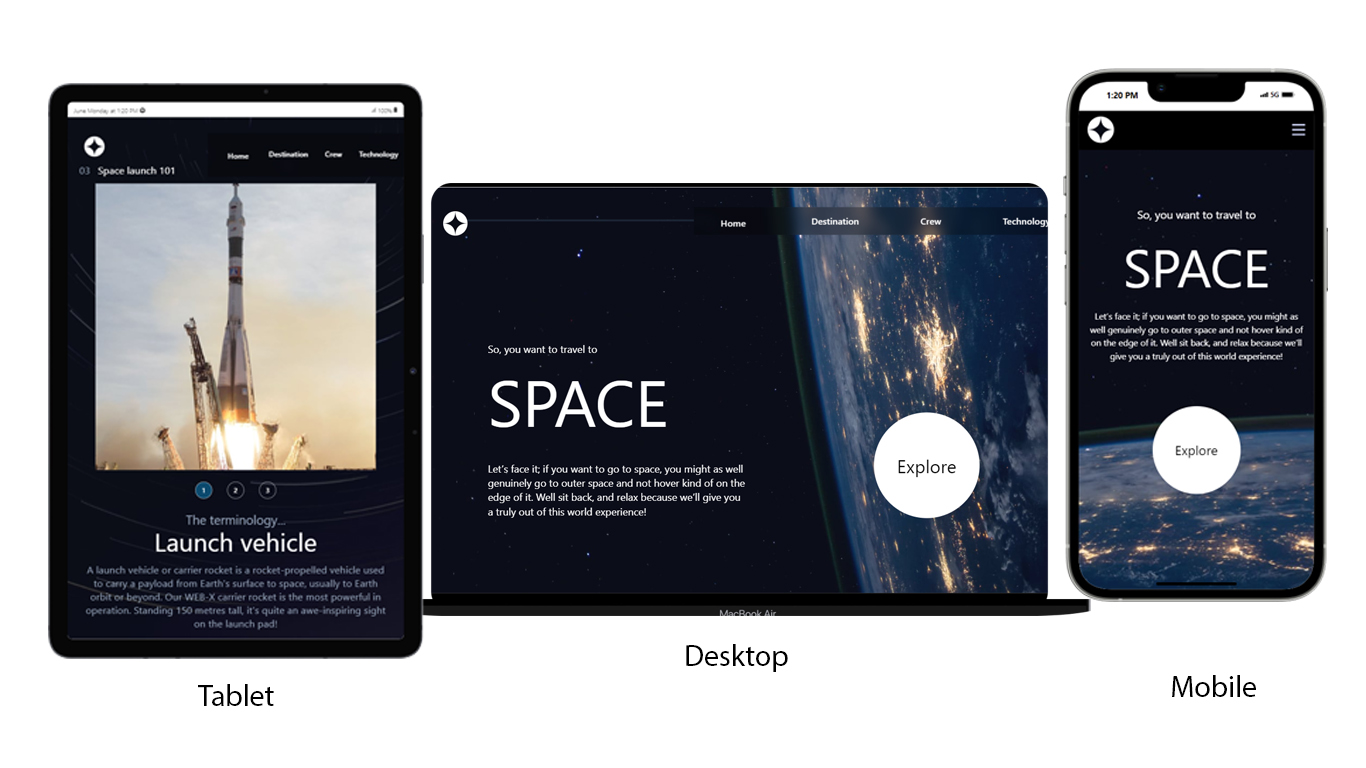 June Monday at 1:20 PM
100%
Home Destination Crew Technology
03 Space launch 101
1 2 3
The terminology...
Launch vehicle
A launch vehicle or carrier rocket is a rocket-propelled vehicle used
to carry a payload from Earth's surface to space, usually to Earth
orbit or beyond. Our WEB-X carrier rocket is the most powerful in
operation. Standing 150 metres tall, it's quite an awe-inspiring sight
on the launch pad!
Tablet
Home Destination Crew Technology
So, you want to travel to
SPACE
Let's face it; if you want to go to space, you might as well
genuinely go to outer space and not hover kind of on the
edge of it. Well sit back, and relax because we'll give you
a truly out of this world experience!
Explore
MacBook Air
Desktop
1:20 PM 5G
So, you want to travel to
SPACE
Let's face it; if you want to go to space, you might as
well genuinely go to outer space and not hover kind of
on the edge of it. Well sit back, and relax because we'll
give you a truly out of this world experience!
Explore
Mobile